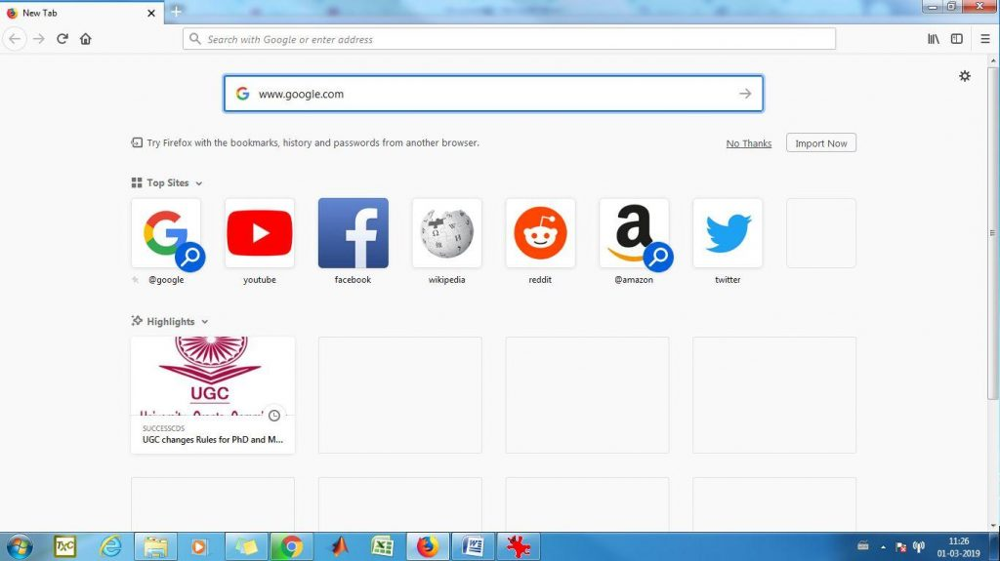 New Tab
Search with Google or enter address
www.google.com
Try Firefox with the bookmarks, history and passwords from another browser.
No Thanks
Import Now
Top Sites
@google
youtube
facebook
wikipedia
reddit
@amazon
twitter
Highlights
UGC
SUCCESSCDS
UGC changes Rules for PhD and M...
TXC
11:26
01-03-2019